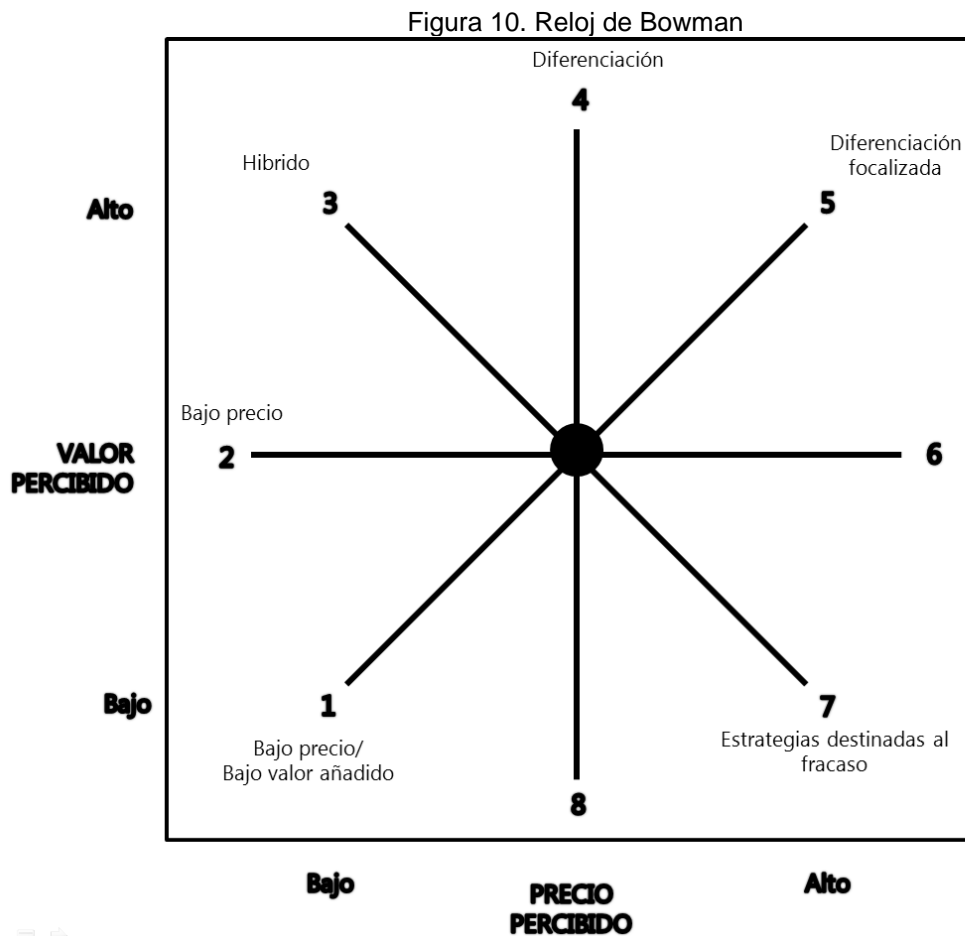 Figura 10. Reloj de Bowman
Diferenciación
4
Hibrido
3
Diferenciación
focalizada
5
Alto
Bajo precio
2
VALOR
PERCIBIDO
6
Bajo
1
Bajo precio/
Bajo valor añadido
7
Estrategias destinadas al
fracaso
8
Bajo
PRECIO
PERCIBIDO
Alto